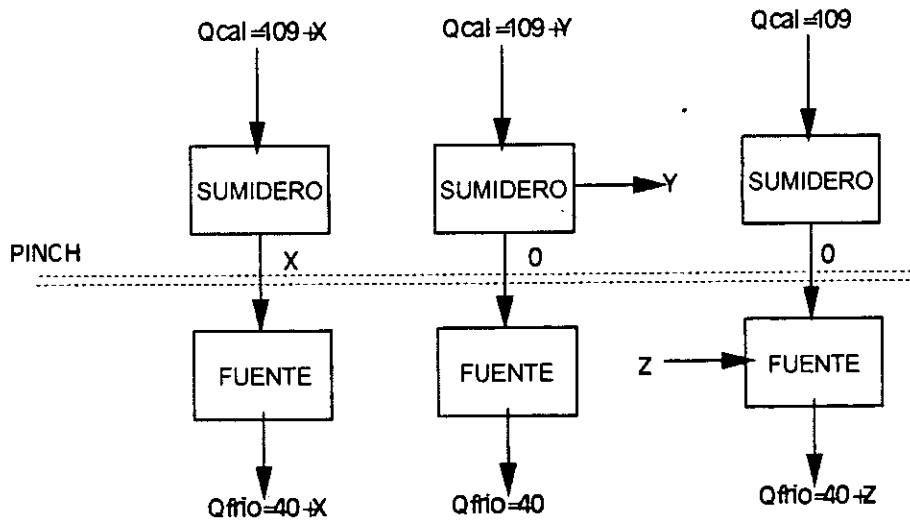 Qcal=109+X
Qcal=109+Y
Qcal=109
SUMIDERO
SUMIDERO
Y
SUMIDERO
PINCH
X
0
0
FUENTE
FUENTE
Z
FUENTE
Qfrio=40+X
Qfrio=40
Qfrio=40+Z